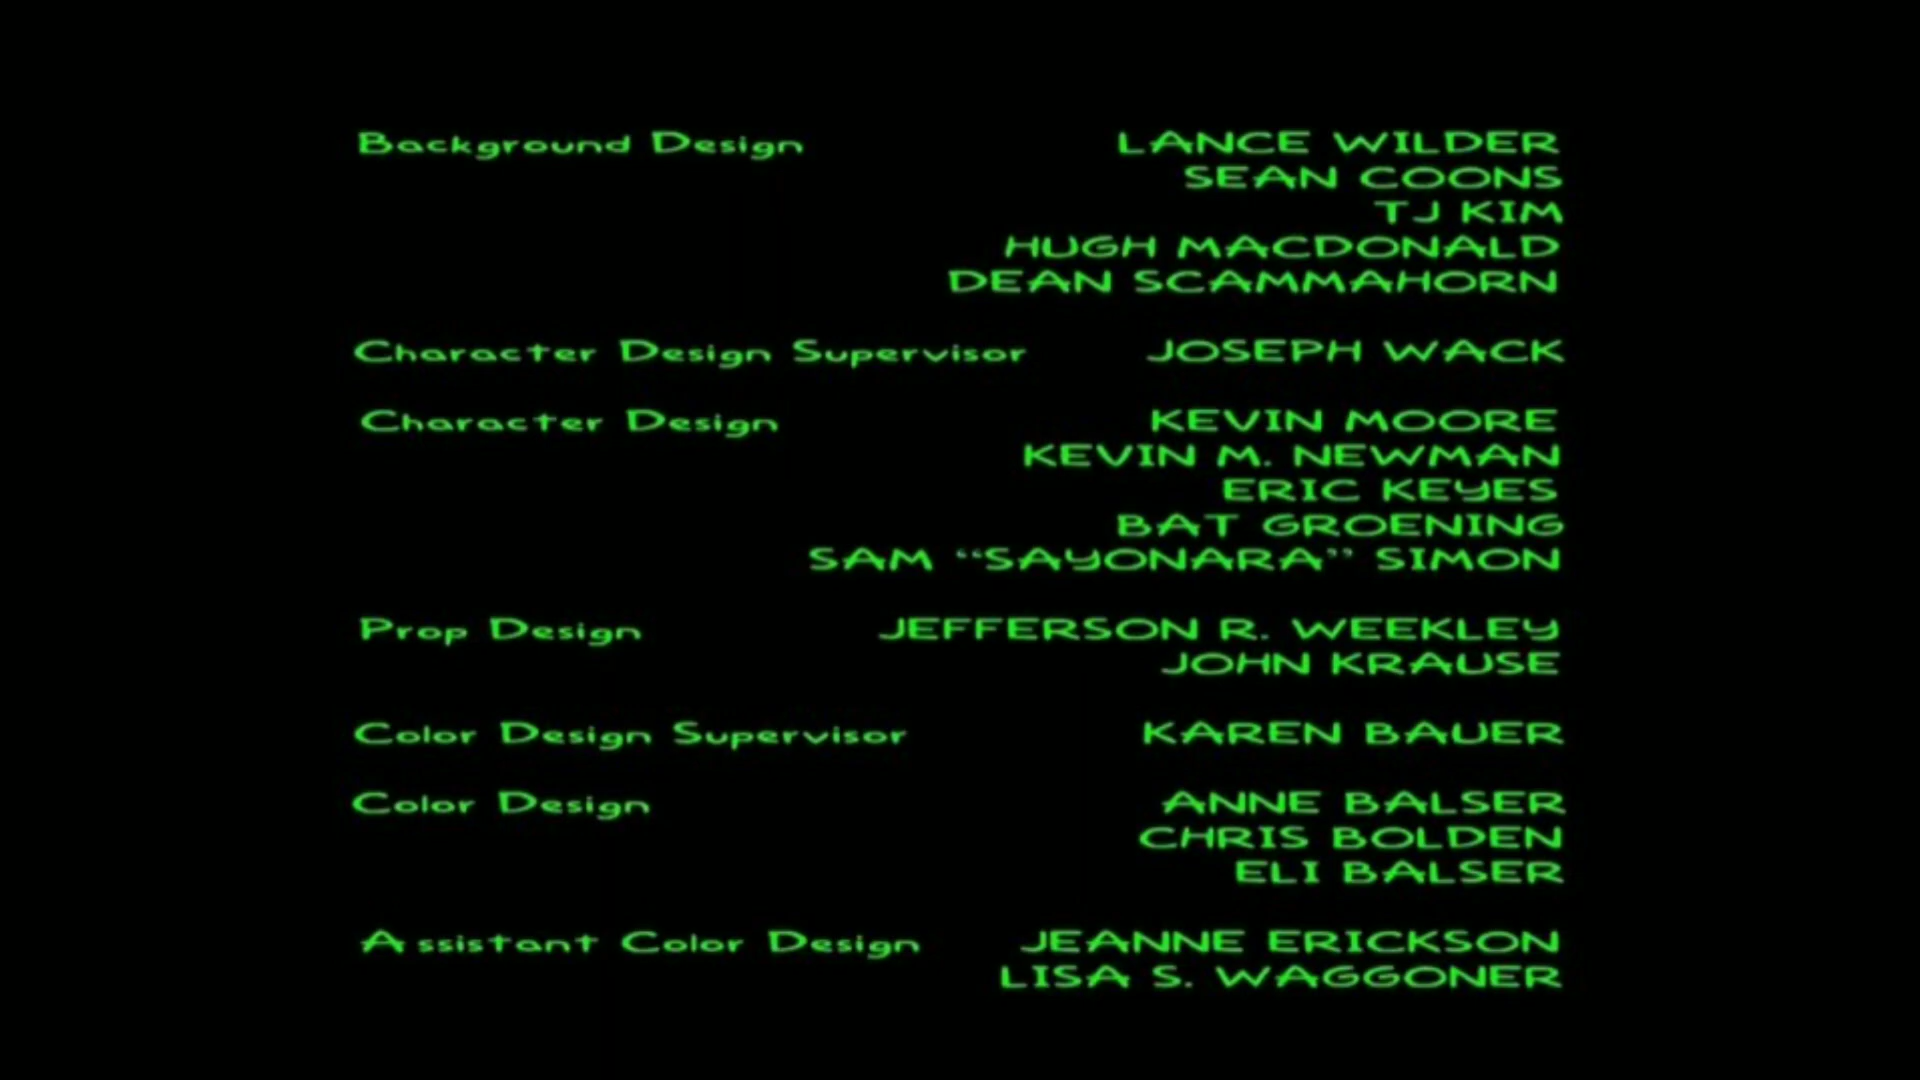 Background Design LANCE WILDER
SEAN COONS
TJ KIM
HUGH MACDONALD
DEAN SCAMMAHORN
Character Design Supervisor JOSEPH WACK
Character Design KEVIN MOORE
KEVIN M. NEWMAN
ERIC KEYES
BAT GROENING
SAM “SAYONARA” SIMON
Prop Design JEFFERSON R. WEEKLEY
JOHN KRAUSE
Color Design Supervisor KAREN BAUER
Color Design ANNE BALSER
CHRIS BOLDEN
ELI BALSER
Assistant Color Design JEANNE ERICKSON
LISA S. WAGGONER